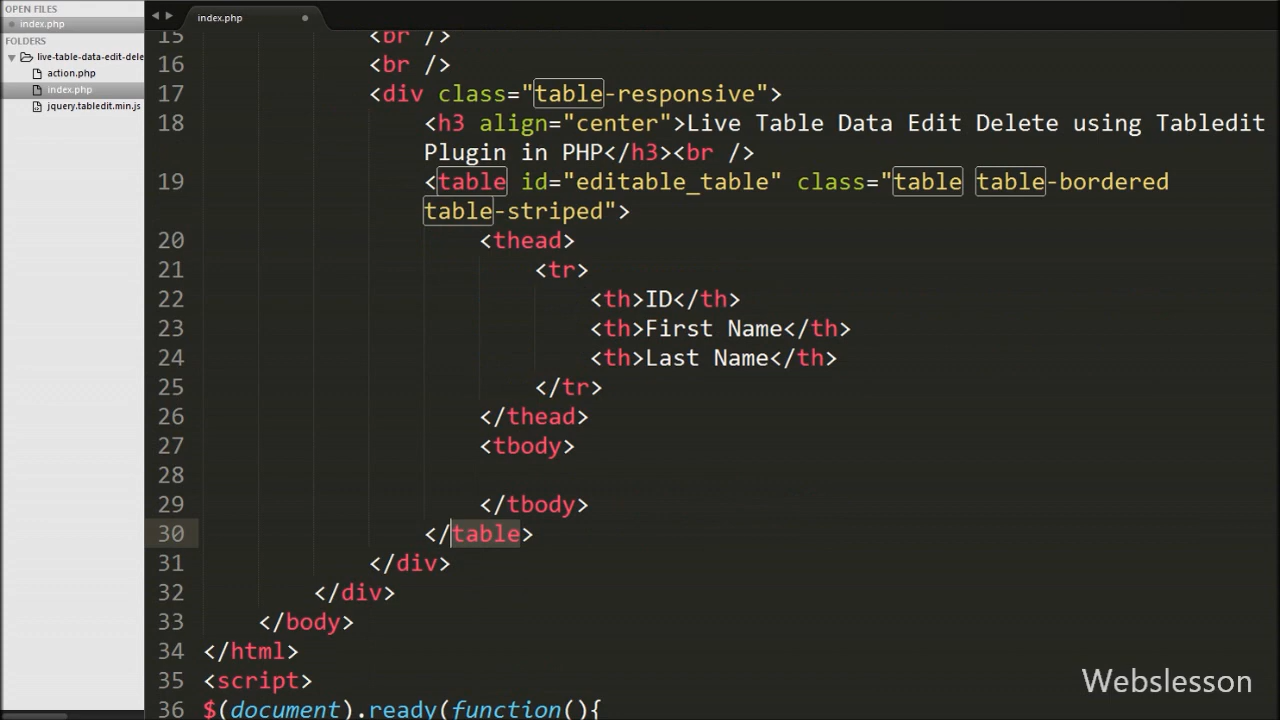 OPEN FILES
index.php
FOLDERS
live-table-data-edit-dele
action.php
index.php
jquery.tabledit.min.js
index.php
15 <br />
16 <br />
17 <div class="table-responsive">
18 <h3 align="center">Live Table Data Edit Delete using Tabledit
Plugin in PHP</h3><br />
19 <table id="editable_table" class="table table-bordered
table-striped">
20 <thead>
21 <tr>
22 <th>ID</th>
23 <th>First Name</th>
24 <th>Last Name</th>
25 </tr>
26 </thead>
27 <tbody>
28
29 </tbody>
30 </table>
31 </div>
32 </div>
33 </body>
34 </html>
35 <script>
36 $(document).ready(function(){
Webslesson